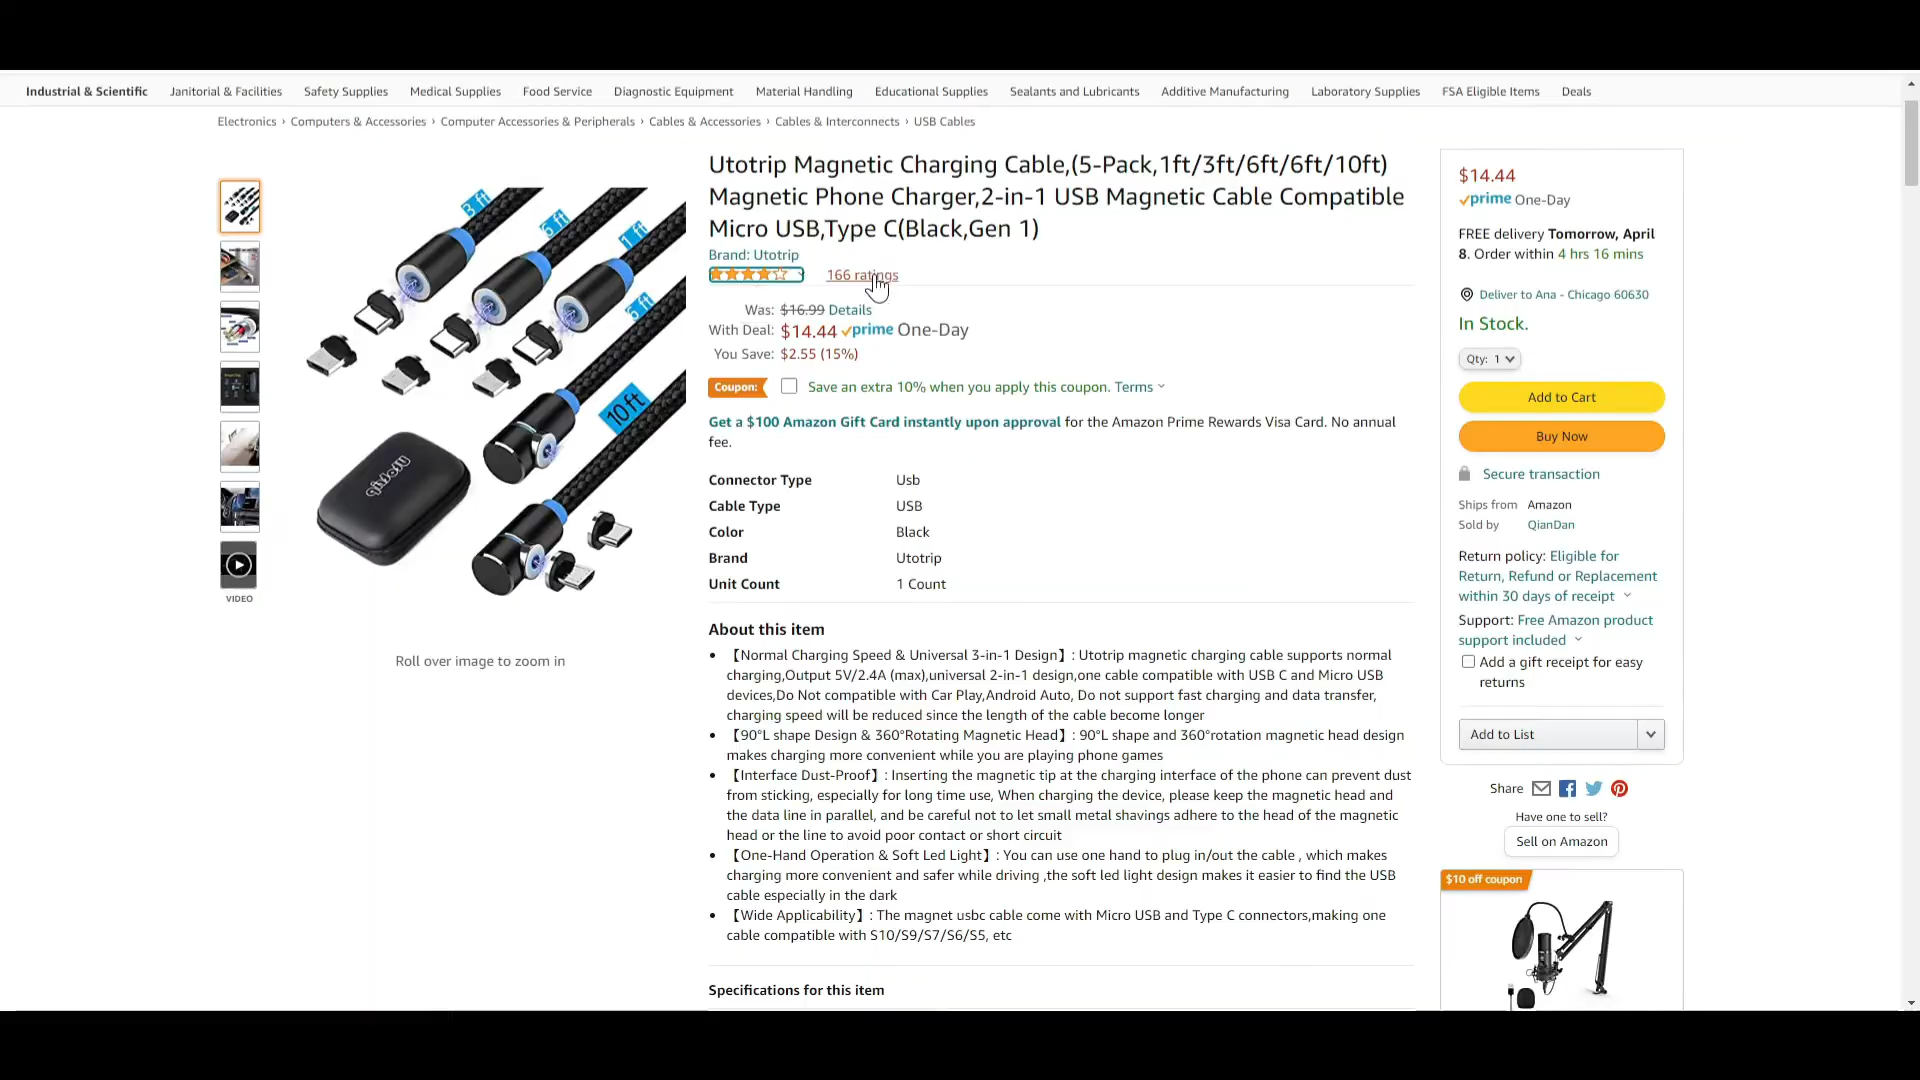 Industrial & Scientific Janitorial & Facilities Safety Supplies Medical Supplies Food Service Diagnostic Equipment Material Handling Educational Supplies Sealants and Lubricants Additive Manufacturing Laboratory Supplies FSA Eligible Items Deals
Electronics › Computers & Accessories › Computer Accessories & Peripherals › Cables & Accessories › Cables & Interconnects › USB Cables
3 ft
6 ft
1 ft
6 ft
10ft
Utotrip
VIDEO
Roll over image to zoom in
Utotrip Magnetic Charging Cable,(5-Pack,1ft/3ft/6ft/6ft/10ft)
Magnetic Phone Charger,2-in-1 USB Magnetic Cable Compatible
Micro USB,Type C(Black,Gen 1)
Brand: Utotrip
166 ratings
Was: $16.99 Details
With Deal: $14.44 prime One-Day
You Save: $2.55 (15%)
Coupon: Save an extra 10% when you apply this coupon. Terms
Get a $100 Amazon Gift Card instantly upon approval for the Amazon Prime Rewards Visa Card. No annual
fee.
Connector Type Usb
Cable Type USB
Color Black
Brand Utotrip
Unit Count 1 Count
About this item
• 【Normal Charging Speed & Universal 3-in-1 Design】: Utotrip magnetic charging cable supports normal
charging,Output 5V/2.4A (max),universal 2-in-1 design,one cable compatible with USB C and Micro USB
devices,Do Not compatible with Car Play,Android Auto, Do not support fast charging and data transfer,
charging speed will be reduced since the length of the cable become longer
• 【90°L shape Design & 360°Rotating Magnetic Head】: 90°L shape and 360°rotation magnetic head design
makes charging more convenient while you are playing phone games
• 【Interface Dust-Proof】: Inserting the magnetic tip at the charging interface of the phone can prevent dust
from sticking, especially for long time use, When charging the device, please keep the magnetic head and
the data line in parallel, and be careful not to let small metal shavings adhere to the head of the magnetic
head or the line to avoid poor contact or short circuit
• 【One-Hand Operation & Soft Led Light】: You can use one hand to plug in/out the cable , which makes
charging more convenient and safer while driving ,the soft led light design makes it easier to find the USB
cable especially in the dark
• 【Wide Applicability】: The magnet usbc cable come with Micro USB and Type C connectors,making one
cable compatible with S10/S9/S7/S6/S5, etc
Specifications for this item
$14.44
prime One-Day
FREE delivery Tomorrow, April
8. Order within 4 hrs 16 mins
Deliver to Ana - Chicago 60630
In Stock.
Qty: 1
Add to Cart
Buy Now
Secure transaction
Ships from Amazon
Sold by QianDan
Return policy: Eligible for
Return, Refund or Replacement
within 30 days of receipt
Support: Free Amazon product
support included
Add a gift receipt for easy
returns
Add to List
Share
Have one to sell?
Sell on Amazon
$10 off coupon